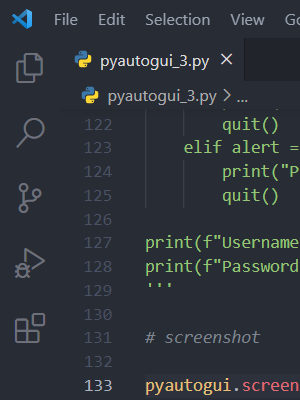 File Edit Selection View Go
pyautogui_3.py ×
pyautogui_3.py > ...
122 quit()
123 elif alert =
124 print("P
125 quit()
126
127 print(f"Username
128 print(f"Password
129 '''
130
131 # screenshot
132
133 pyautogui.screen